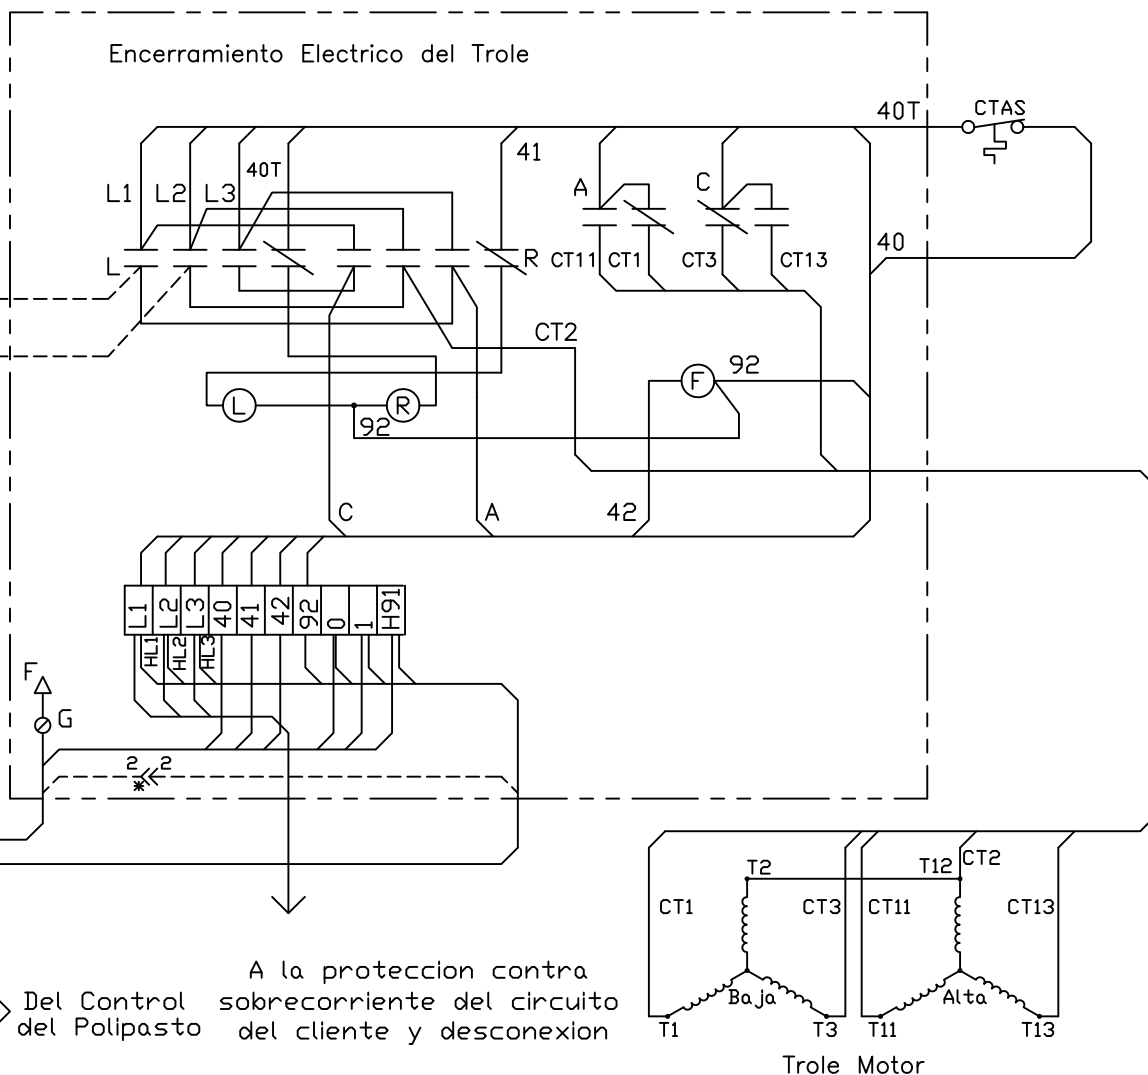 Encerramiento Electrico del Trole
40T
CTAS
41
40T
L1
L2
L3
A
C
40
L
R
CT11
CT1
CT3
CT13
CT2
92
F
L
R
92
C
A
42
L1
L2
L3
40
41
42
92
0
1
H91
HL1
HL2
HL3
F
G
2
2
T2
T12
CT2
CT1
CT3
CT11
CT13
Baja
Alta
T1
T3
T11
T13
Trole Motor
Del Control
del Polipasto
A la proteccion contra
sobrecorriente del circuito
del cliente y desconexion